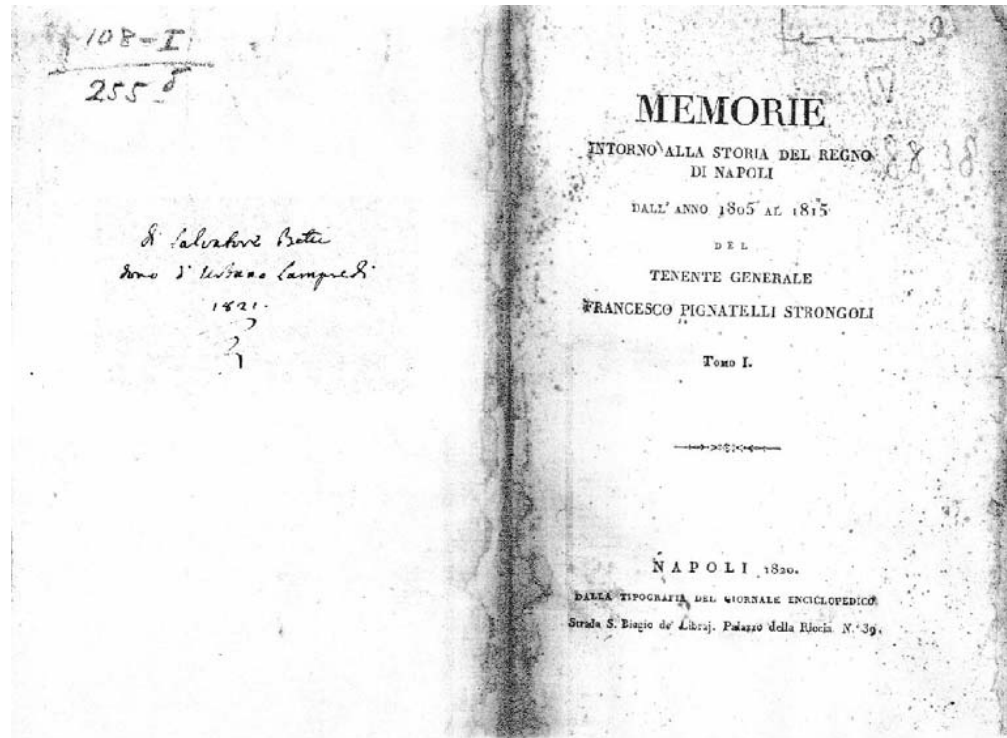 108-I
255
di Salvatore Betti
dono d'Urbano Lampredi
1821.
MEMORIE
INTORNO ALLA STORIA DEL REGNO
DI NAPOLI
DALL' ANNO 1805 AL 1815
DEL
TENENTE GENERALE
FRANCESCO PIGNATELLI STRONGOLI
Tomo I.
NAPOLI 1820.
DALLA TIPOGRAFIA DEL GIORNALE ENCICLOPEDICO
Strada S. Biagio de' Libraj. Palazzo della Riccia N.° 39.